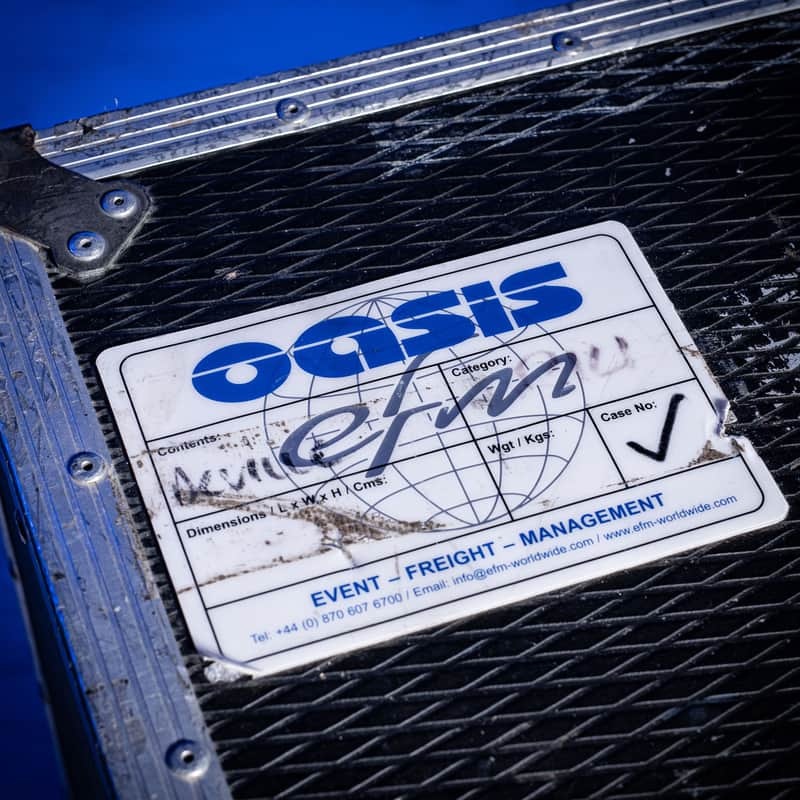 OASIS
efm
Category:
Contents:
Case No:
Wgt / Kgs:
Dimensions / L x W x H / Cms:
EVENT – FREIGHT – MANAGEMENT
Tel: +44 (0) 870 607 6700 / Email: info@efm-worldwide.com / www.efm-worldwide.com